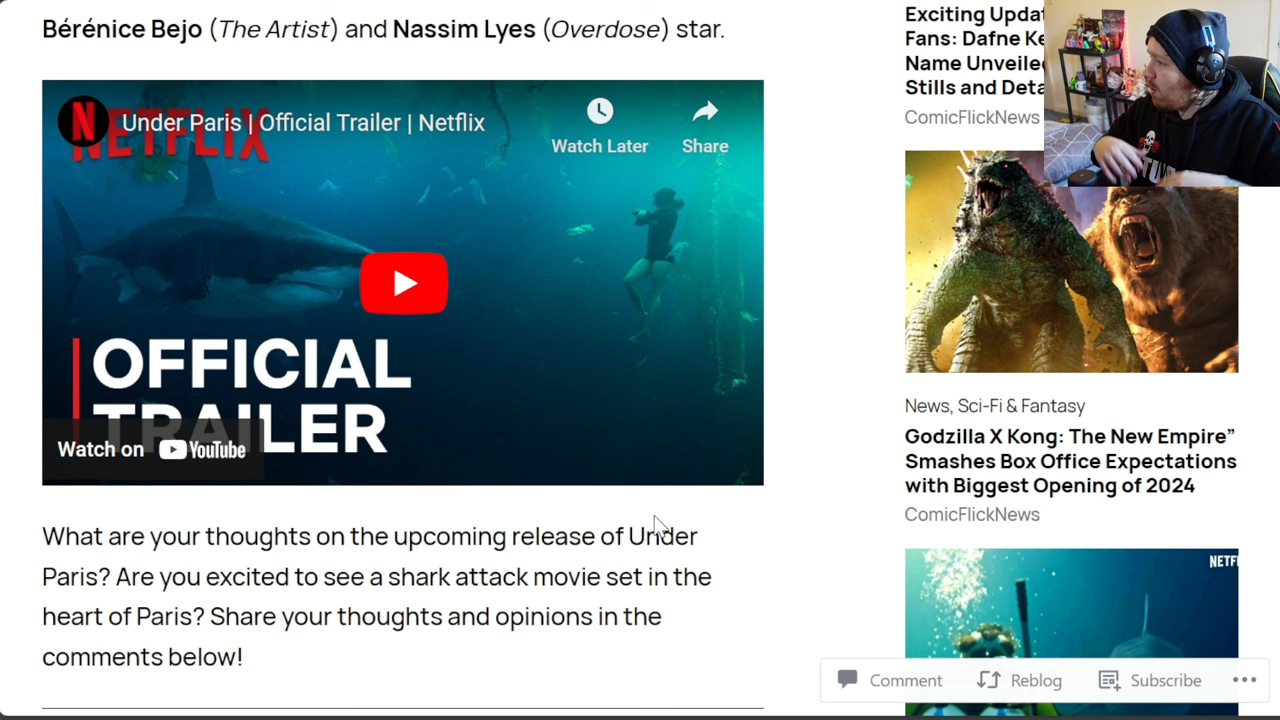 Bérénice Bejo (The Artist) and Nassim Lyes (Overdose) star.
NETFLIX
Under Paris | Official Trailer | Netflix
Watch Later
Share
OFFICIAL
TRAILER
Watch on YouTube
What are your thoughts on the upcoming release of Under
Paris? Are you excited to see a shark attack movie set in the
heart of Paris? Share your thoughts and opinions in the
comments below!
Exciting
Fans: Dafne
Name
Stills and
ComicFlickNews
News, Sci-Fi & Fantasy
Godzilla X Kong: The New Empire”
Smashes Box Office Expectations
with Biggest Opening of 2024
ComicFlickNews
Comment
Reblog
Subscribe